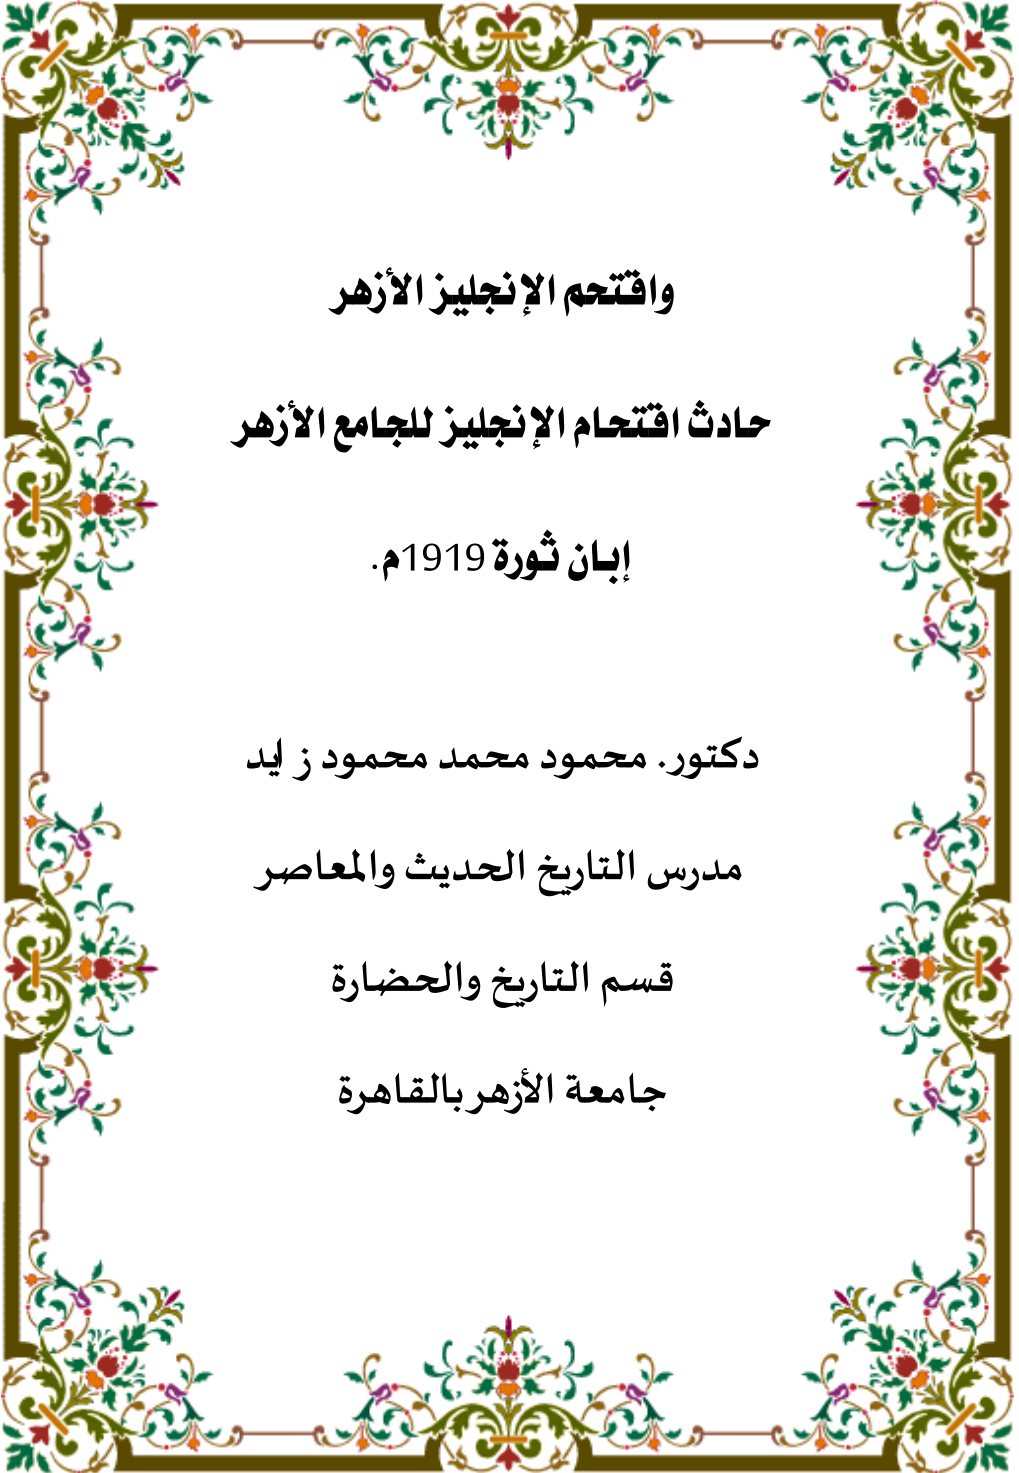 واقتحم الإنجليز الأزهر
حادث اقتحام الإنجليز للجامع الأزهر
إبان ثورة 1919م.
دكتور. محمود محمد محمود ز ايد
مدرس التاريخ الحديث والمعاصر
قسم التاريخ والحضارة
جامعة الأزهر بالقاهرة